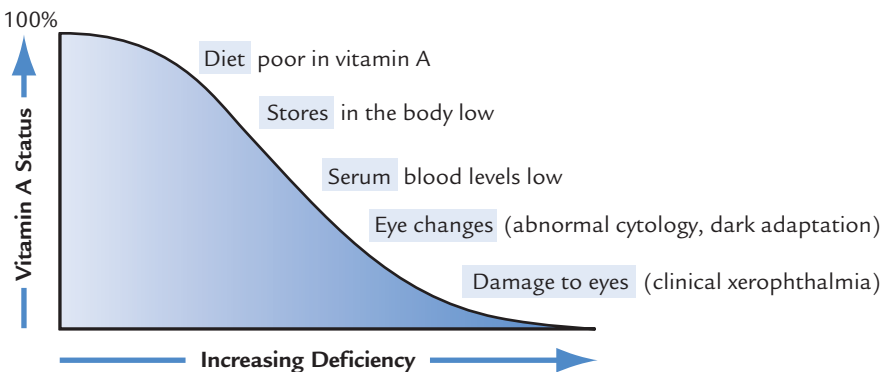 100%
Diet poor in vitamin A
Stores in the body low
Serum blood levels low
Eye changes (abnormal cytology, dark adaptation)
Damage to eyes (clinical xerophthalmia)
Vitamin A Status
Increasing Deficiency